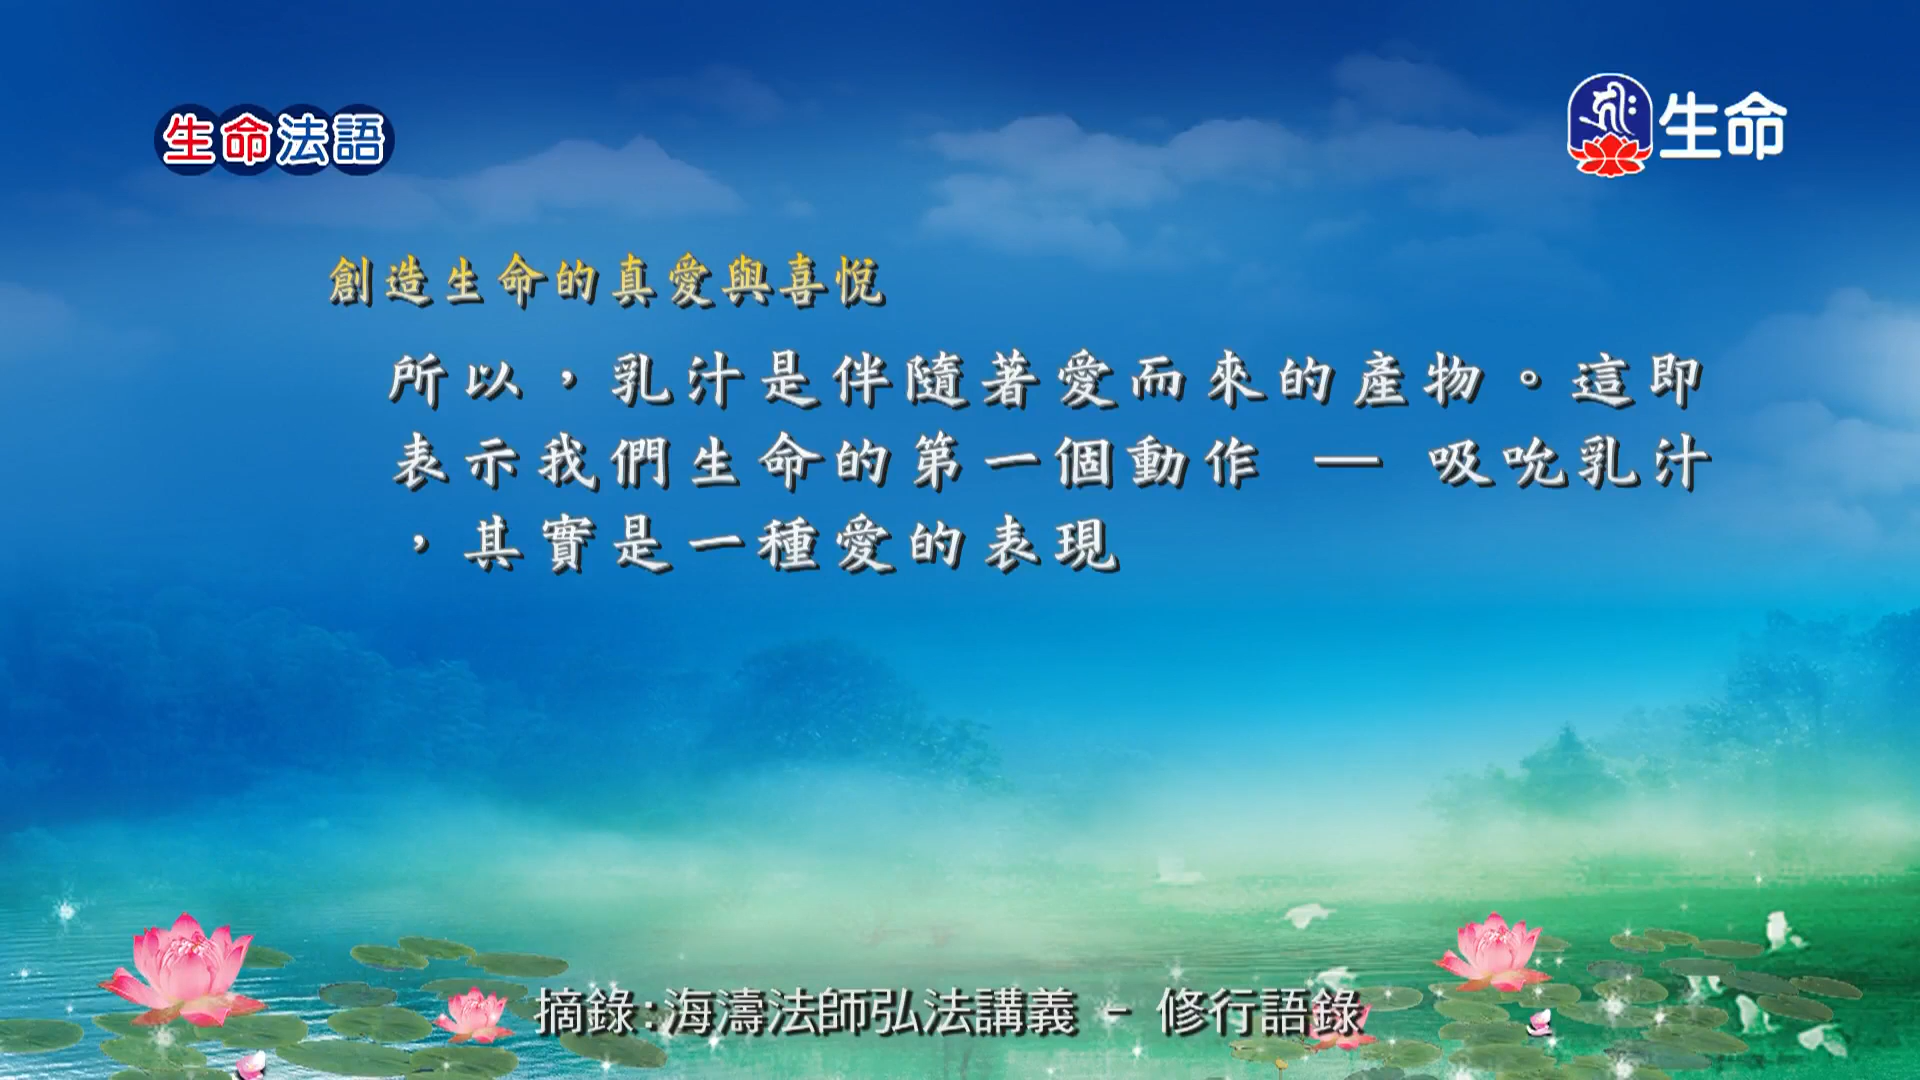 生命法語
生命
創造生命的真愛與喜悅
所以，乳汁是伴隨著愛而來的產物。這即
表示我們生命的第一個動作 — 吸吮乳汁
，其實是一種愛的表現
摘錄:海濤法師弘法講義 - 修行語錄